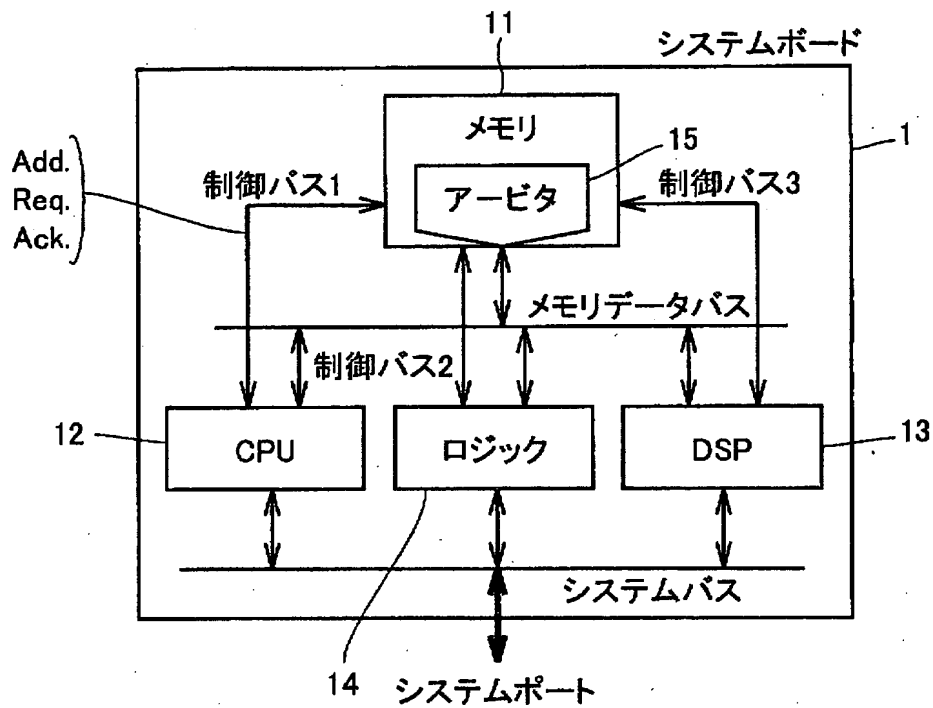 11
システムボード
メモリ
15
1
Add.
Req.
Ack.
制御バス1
アービタ
制御バス3
メモリデータバス
制御バス2
12
CPU
ロジック
DSP
13
システムバス
14
システムポート